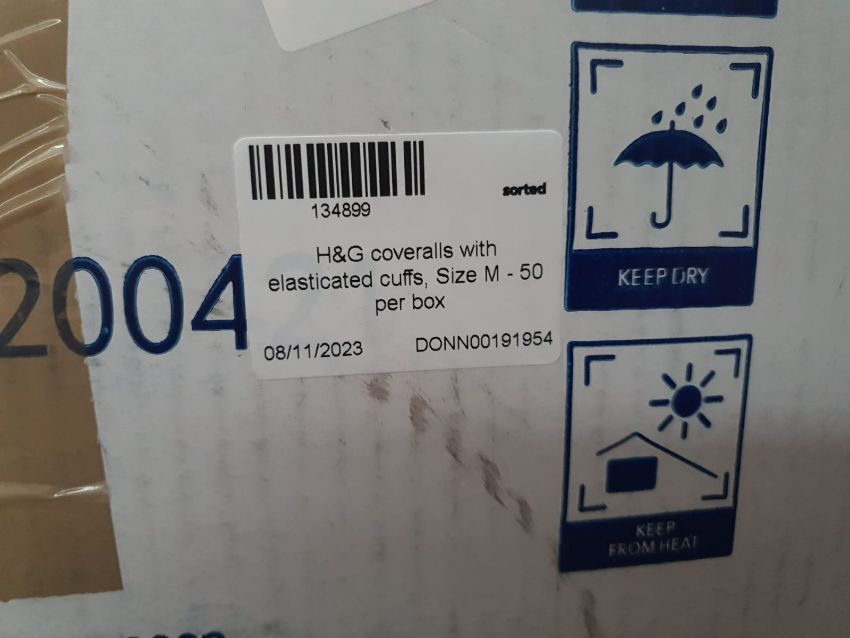 sorted
134899
H&G coveralls with
elasticated cuffs, Size M - 50
per box
08/11/2023 DONN00191954
2004
KEEP DRY
KEEP
FROM HEAT